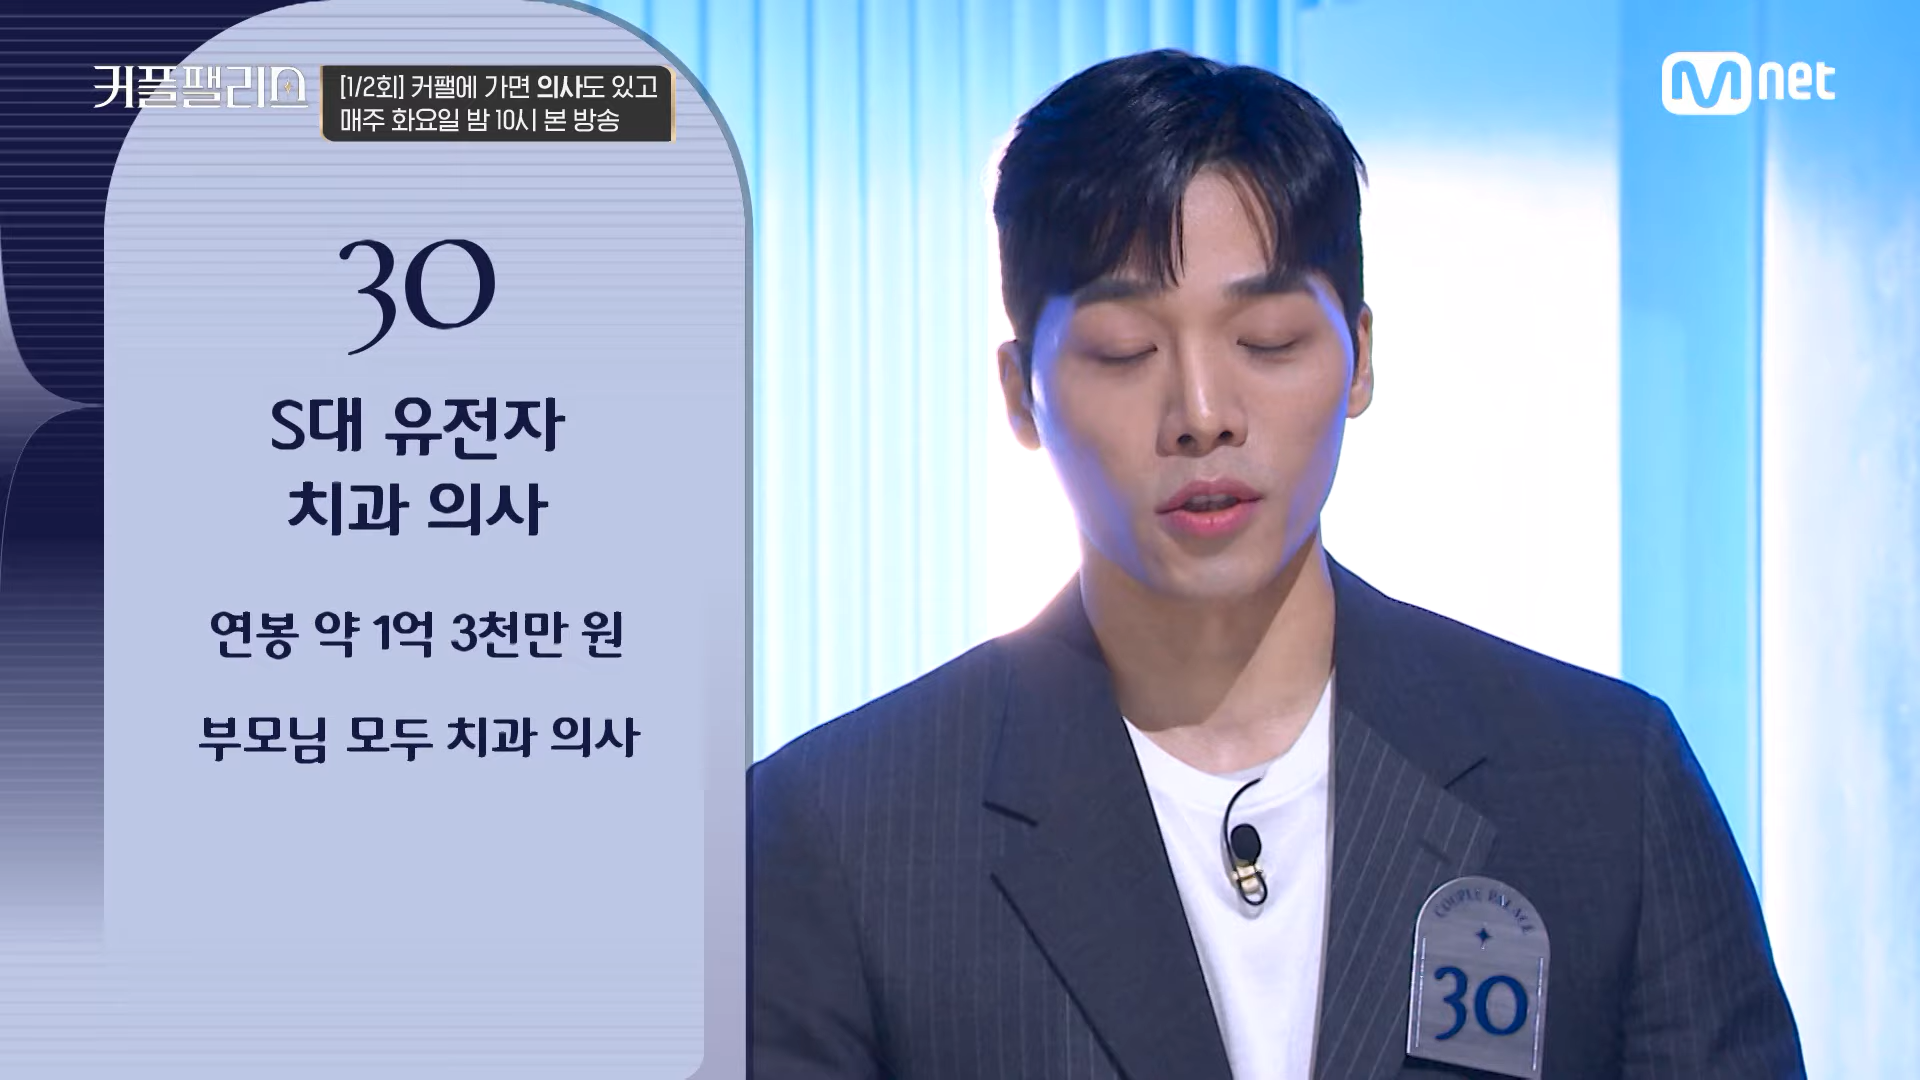 커플팰리스
[1/2회] 커팰에 가면 의사도 있고
매주 화요일 밤 10시 본 방송
Mnet
30
S대 유전자
치과 의사
연봉 약 1억 3천만 원
부모님 모두 치과 의사
COUPLE PALACE
30